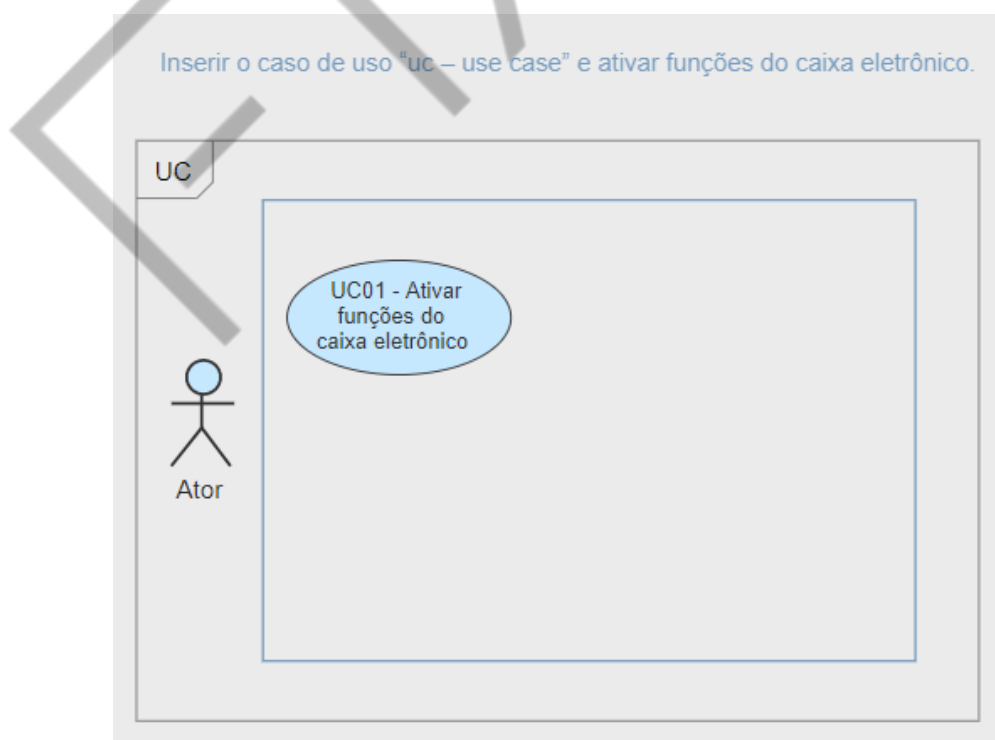 Inserir o caso de uso “uc – use case” e ativar funções do caixa eletrônico.
UC
UC01 - Ativar
funções do
caixa eletrônico
Ator